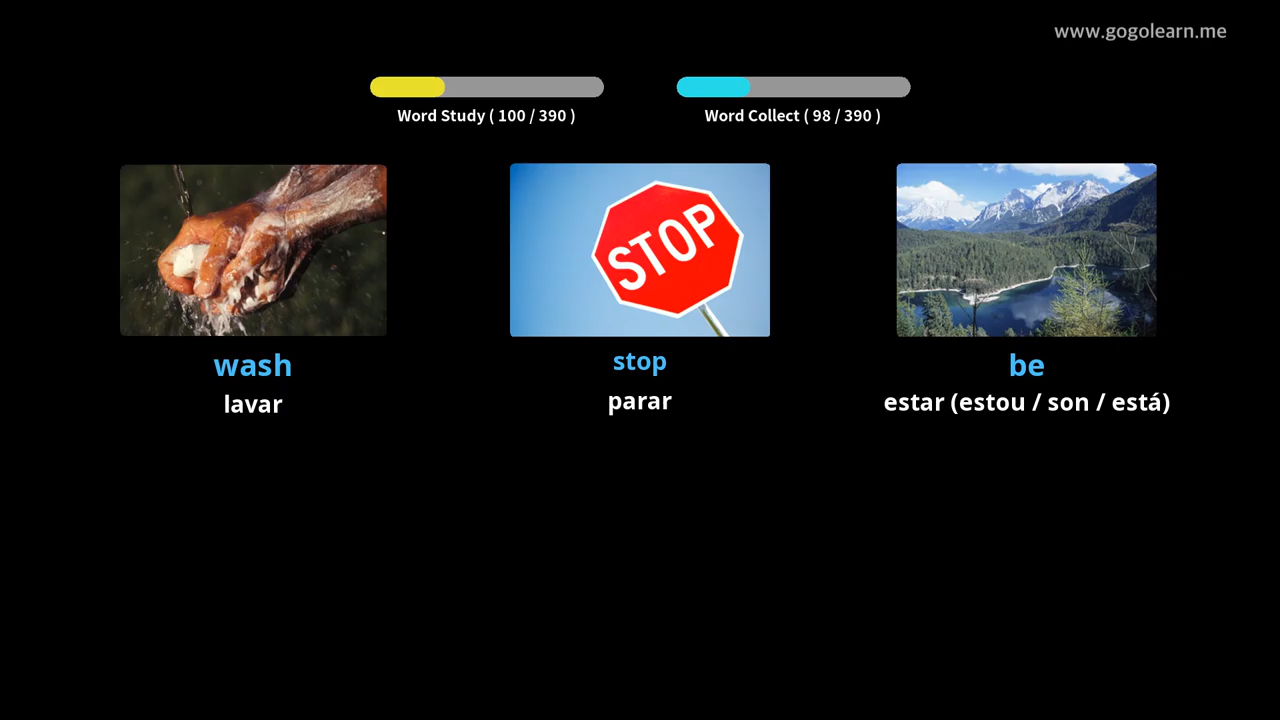 www.gogolearn.me
Word Study ( 100 / 390 )
Word Collect ( 98 / 390 )
STOP
wash
stop
be
lavar
parar
estar (estou / son / está)